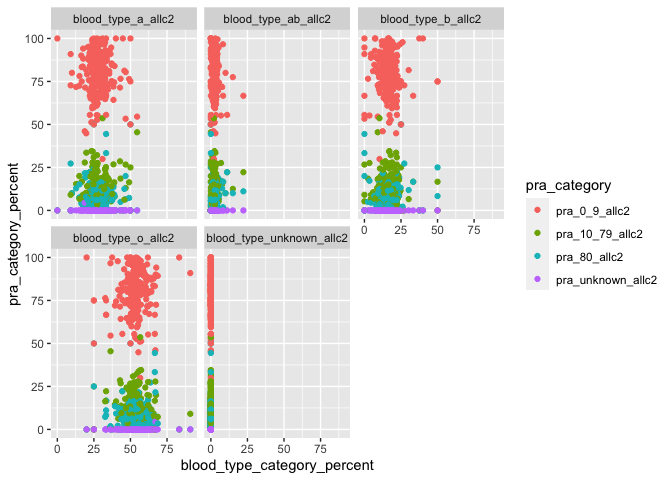 blood_type_a_allc2 blood_type_ab_allc2 blood_type_b_allc2
100
75
50
25
0
0 25 50 75
blood_type_o_allc2 blood_type_unknown_allc2
100
75
50
25
0
0 25 50 75 0 25 50 75
blood_type_category_percent
pra_category_percent
pra_category
pra_0_9_allc2
pra_10_79_allc2
pra_80_allc2
pra_unknown_allc2